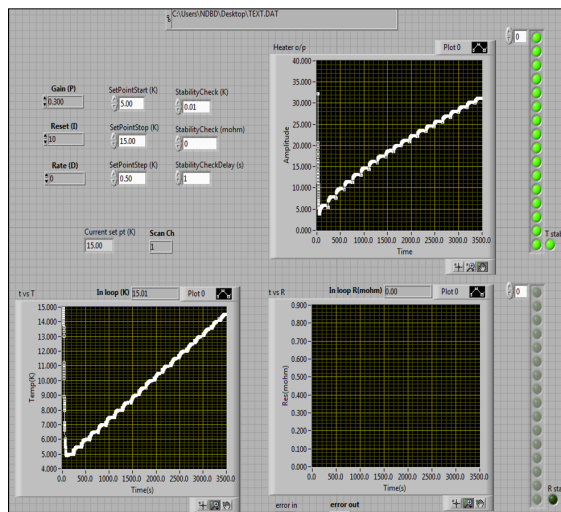 C:\Users\NDBD\Desktop\TEXT.DAT
0
Heater o/p
Plot 0
Gain (P)
SetPointStart (K)
StabilityCheck (K)
0.300
5.00
0.01
Reset (I)
SetPointStop (K)
StabilityCheck (mohm)
10
15.00
0
Rate (D)
SetPointStep (K)
StabilityCheckDelay (s)
0
0.50
1
Current set pt (K)
Scan Ch
15.00
1
Amplitude
40.000
35.000
30.000
25.000
20.000
15.000
10.000
5.000
0.000
0.0 500.0 1000.0 1500.0 2000.0 2500.0 3000.0 3500.0
Time
T stab
t vs T
In loop (K) 15.01
Plot 0
Temp(K)
15.000
14.000
13.000
12.000
11.000
10.000
9.000
8.000
7.000
6.000
5.000
4.000
0.0 500.0 1000.0 1500.0 2000.0 2500.0 3000.0 3500.0
Time(s)
t vs R
In loop R(mohm) 0.00
Plot 0
0
Res(mohm)
0.900
0.800
0.700
0.600
0.500
0.400
0.300
0.200
0.100
0.000
0.0 500.0 1000.0 1500.0 2000.0 2500.0 3000.0 3500.0
Time(s)
R sta
error in
error out